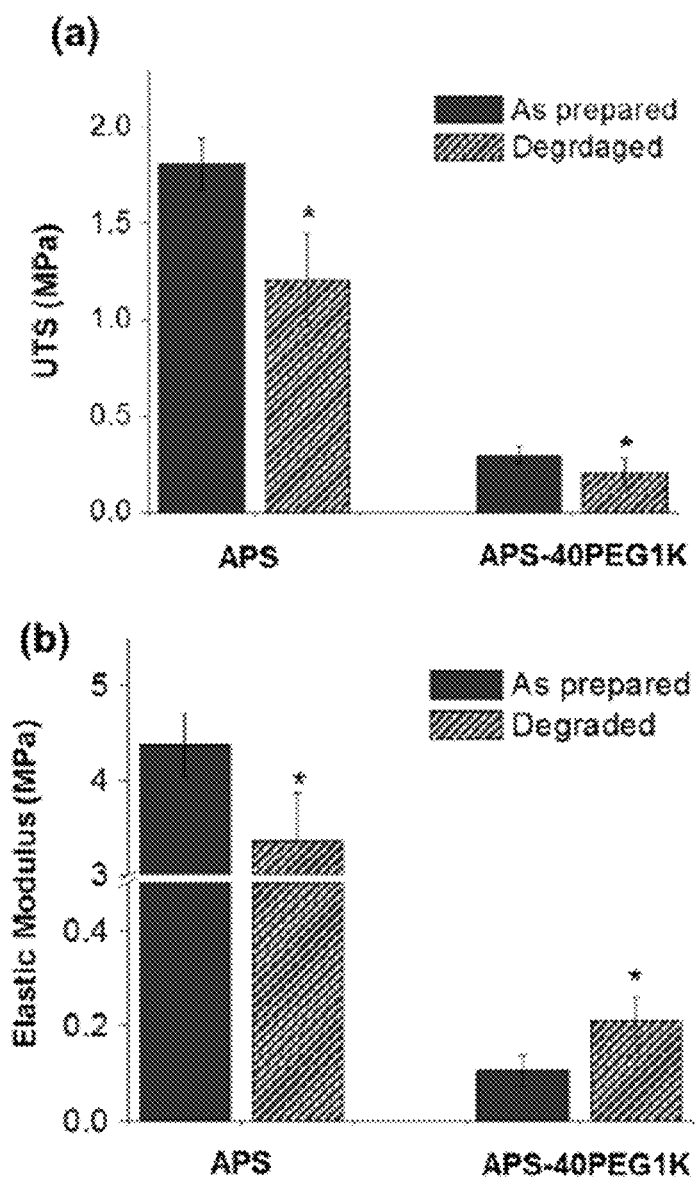 (a)
As prepared
Degrdaged
2.0
1.5
1.0
0.5
0.0
UTS (MPa)
*
*
APS
APS-40PEG1K
(b)
As prepared
Degraded
5
4
3
0.4
0.2
0.0
Elastic Modulus (MPa)
*
*
APS
APS-40PEG1K